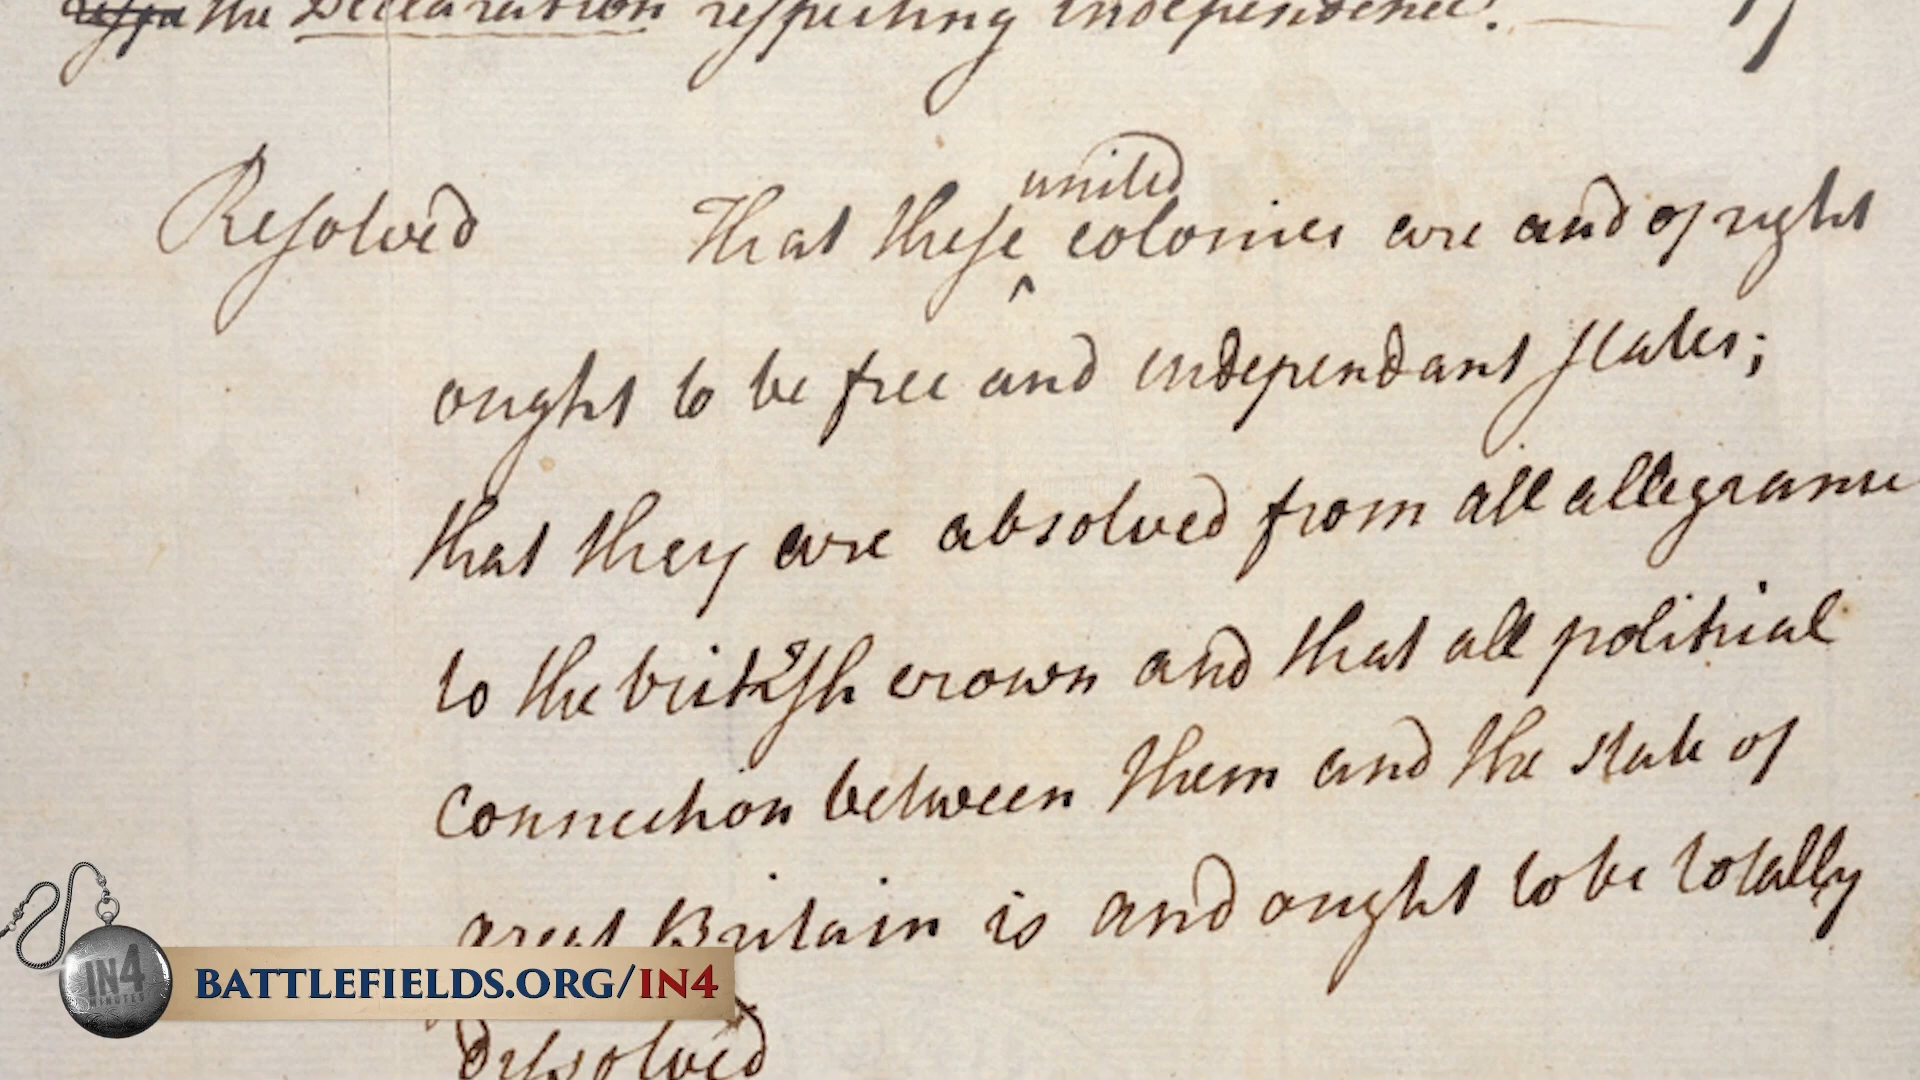 the Declaration respecting independence.
united
Resolved That these ^ colonies are and of right
ought to be free and independant states;
that they are absolved from all allegiance
to the british crown and that all political
connection between them and the state of
great Britain is and ought to be totally
dissolved
IN4
MINUTES
BATTLEFIELDS.ORG/IN4